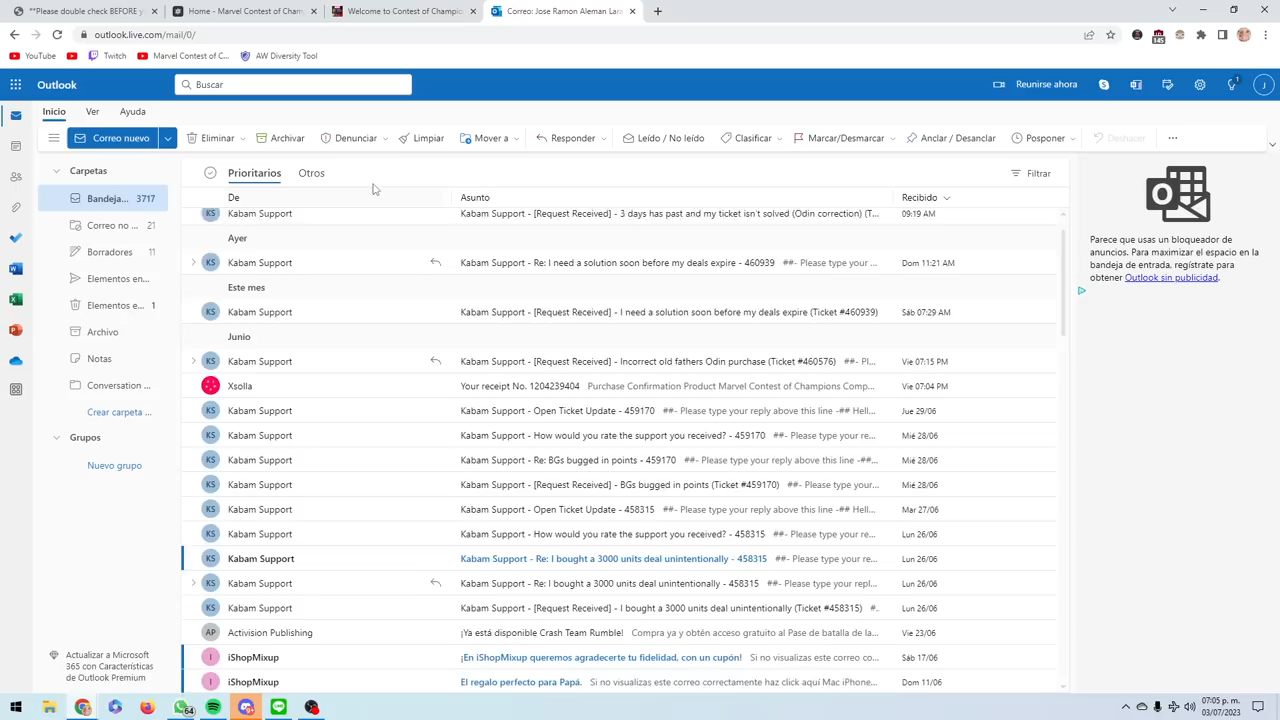 **Please double check BEFORE y
Home - Marvel Contest of Cham
Welcome to Contest of Champion
Correo: Jose Ramon Aleman Lar
outlook.live.com/mail/0/
145
YouTube
Twitch
Marvel Contest of C...
AW Diversity Tool
Outlook
Buscar
Reunirse ahora
1
J
Inicio
Ver
Ayuda
Correo nuevo
Eliminar
Archivar
Denunciar
Limpiar
Mover a
Responder
Leído / No leído
Clasificar
Marcar/Desmarcar
Anclar / Desanclar
Posponer
Deshacer
Carpetas
Bandeja... 3717
Correo no ... 21
Borradores 11
Elementos en...
Elementos e... 1
Archivo
Notas
Conversation ...
Crear carpeta ...
Grupos
Nuevo grupo
Actualizar a Microsoft
365 con Características
de Outlook Premium
Prioritarios
Otros
Filtrar
De
Asunto
Recibido
KS Kabam Support Kabam Support - [Request Received] - 3 days has past and my ticket isn't solved (Odin correction) (T... 09:19 AM
Ayer
KS Kabam Support Kabam Support - Re: I need a solution soon before my deals expire - 460939 ##- Please type your ... Dom 11:21 AM
Este mes
KS Kabam Support Kabam Support - [Request Received] - I need a solution soon before my deals expire (Ticket #460939) Sáb 07:29 AM
Junio
KS Kabam Support Kabam Support - [Request Received] - Incorrect old fathers Odin purchase (Ticket #460576) ##- Pl... Vie 07:15 PM
Xsolla Your receipt No. 1204239404 Purchase Confirmation Product Marvel Contest of Champions Comp... Vie 07:04 PM
KS Kabam Support Kabam Support - Open Ticket Update - 459170 ##- Please type your reply above this line -## Hell... Jue 29/06
KS Kabam Support Kabam Support - How would you rate the support you received? - 459170 ##- Please type your re... Mié 28/06
KS Kabam Support Kabam Support - Re: BGs bugged in points - 459170 ##- Please type your reply above this line -##... Mié 28/06
KS Kabam Support Kabam Support - [Request Received] - BGs bugged in points (Ticket #459170) ##- Please type your... Mié 28/06
KS Kabam Support Kabam Support - Open Ticket Update - 458315 ##- Please type your reply above this line -## Hell... Mar 27/06
KS Kabam Support Kabam Support - How would you rate the support you received? - 458315 ##- Please type your re... Lun 26/06
KS Kabam Support Kabam Support - Re: I bought a 3000 units deal unintentionally - 458315 ##- Please type your re... Lun 26/06
KS Kabam Support Kabam Support - Re: I bought a 3000 units deal unintentionally - 458315 ##- Please type your repl... Lun 26/06
KS Kabam Support Kabam Support - [Request Received] - I bought a 3000 units deal unintentionally (Ticket #458315) #.. Lun 26/06
AP Activision Publishing ¡Ya está disponible Crash Team Rumble! Compra ya y obtén acceso gratuito al Pase de batalla de la... Vie 23/06
I iShopMixup ¡En iShopMixup queremos agradecerte tu fidelidad, con un cupón! Si no visualizas este correo co... Sáb 17/06
I iShopMixup El regalo perfecto para Papá. Si no visualizas este correo correctamente haz click aquí Mac iPhone... Dom 11/06
Parece que usas un bloqueador de
anuncios. Para maximizar el espacio en la
bandeja de entrada, regístrate para
obtener Outlook sin publicidad.
64
07:05 p. m.
03/07/2023